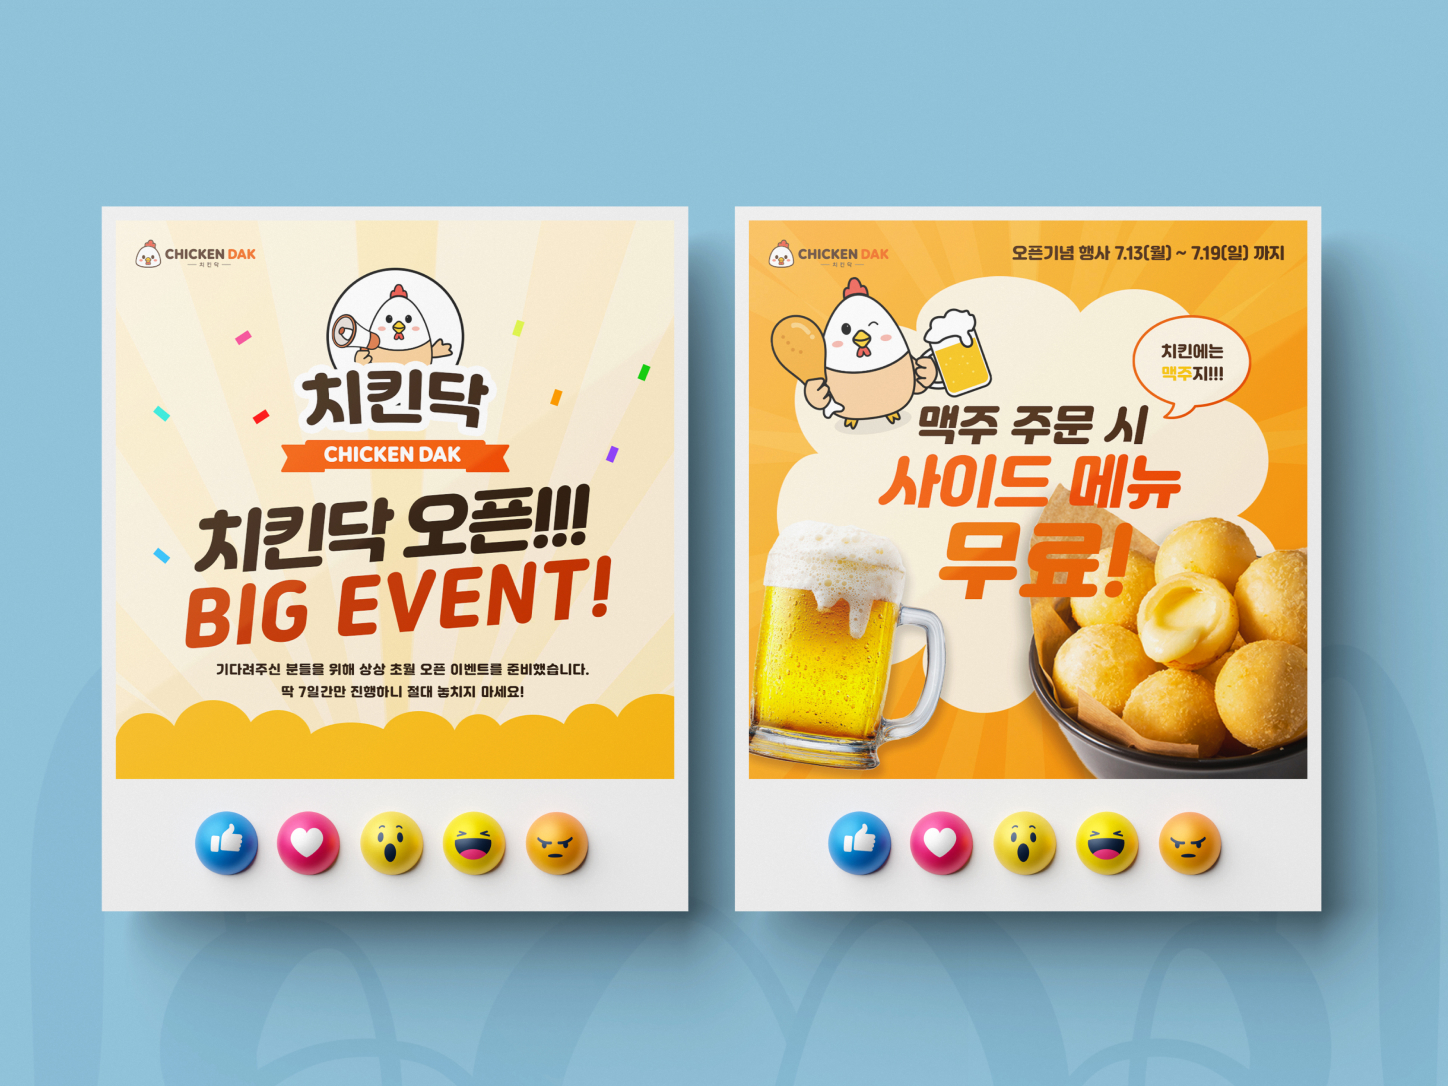 CHICKEN DAK
치킨닥
치킨닥
CHICKEN DAK
치킨닥 오픈!!!
BIG EVENT!
기다려주신 분들을 위해 상상 초월 오픈 이벤트를 준비했습니다.
딱 7일간만 진행하니 절대 놓치지 마세요!
CHICKEN DAK
치킨닥
오픈기념 행사 7.13(월) ~ 7.19(일) 까지
치킨에는
맥주지!!!
맥주 주문 시
사이드 메뉴
무료!